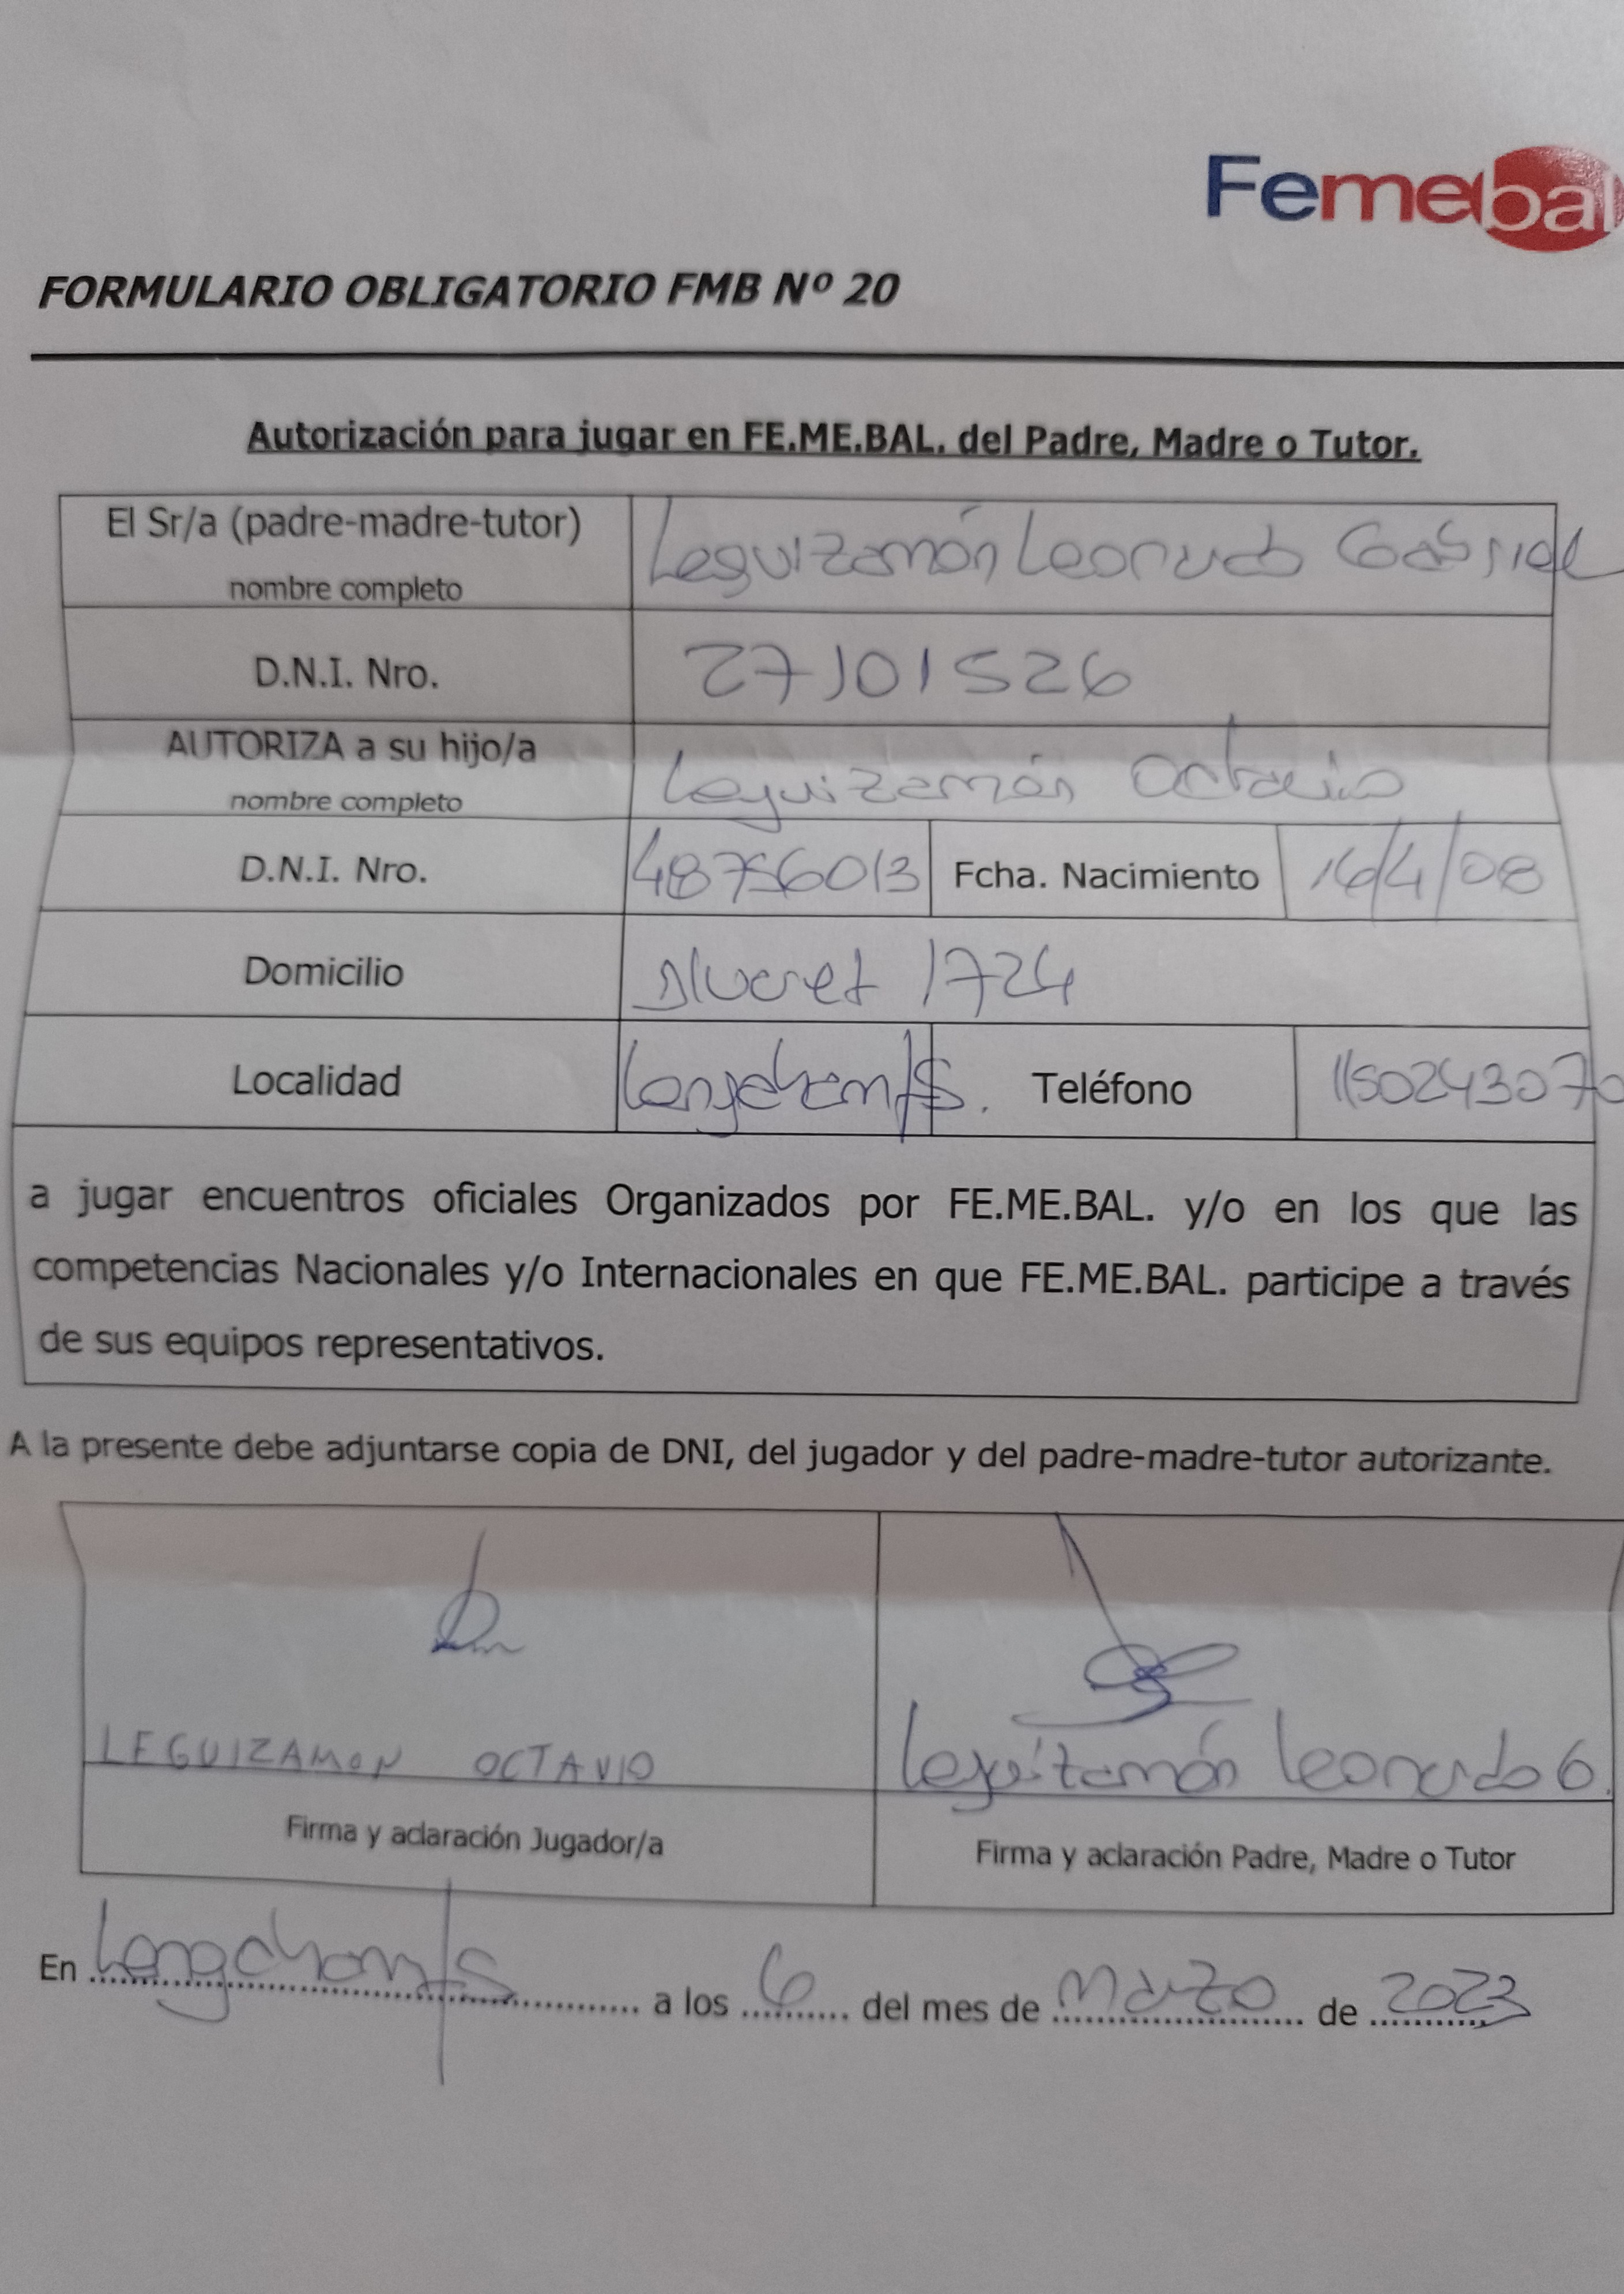 Femebal
FORMULARIO OBLIGATORIO FMB Nº 20
Autorización para jugar en FE.ME.BAL. del Padre, Madre o Tutor.
El Sr/a (padre-madre-tutor) Leguizamón Leonardo Gabriel
nombre completo
D.N.I. Nro. 27101526
AUTORIZA a su hijo/a Leguizamón Octavio
nombre completo
D.N.I. Nro. 48756013 Fcha. Nacimiento 16/4/08
Domicilio 1724
Localidad Longchamps. Teléfono 1150243070
a jugar encuentros oficiales Organizados por FE.ME.BAL. y/o en los que las
competencias Nacionales y/o Internacionales en que FE.ME.BAL. participe a través
de sus equipos representativos.
A la presente debe adjuntarse copia de DNI, del jugador y del padre-madre-tutor autorizante.
LEGUIZAMON OCTAVIO Leguizamón Leonardo G.
Firma y aclaración Jugador/a Firma y aclaración Padre, Madre o Tutor
En Longchamps a los 6 del mes de Marzo de 2023